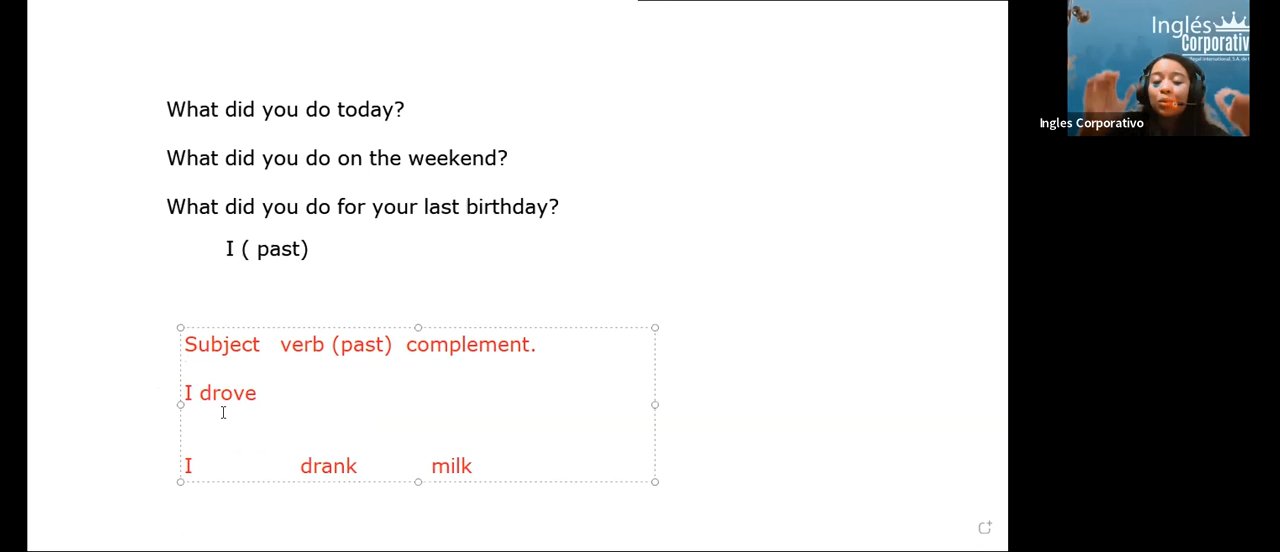 What did you do today?
What did you do on the weekend?
What did you do for your last birthday?
I ( past)
Subject verb (past) complement.
I drove
I drank milk
Inglés
Corporativ
Ingles Corporativo